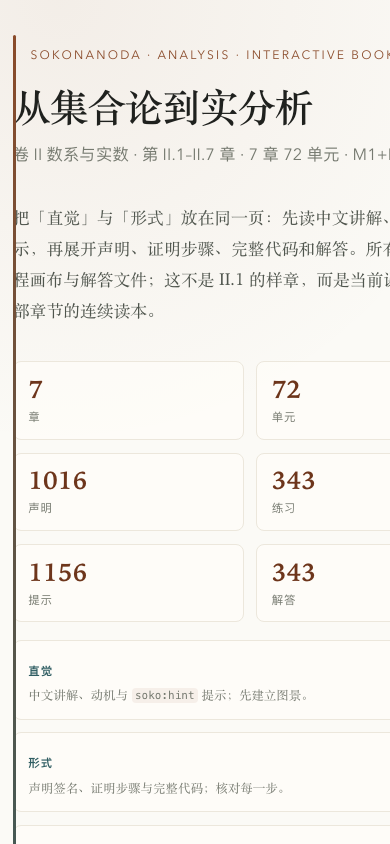 SOKONANODA · ANALYSIS · INTERACTIVE BOOK
从集合论到实分析
卷 II 数系与实数 · 第 II.1–II.7 章 · 7 章 72 单元 · M1+
把「直觉」与「形式」放在同一页：先读中文讲解、
示，再展开声明、证明步骤、完整代码和解答。所有
程画布与解答文件；这不是 II.1 的样章，而是当前
部章节的连续读本。
7
章
72
单元
1016
声明
343
练习
1156
提示
343
解答
直觉
中文讲解、动机与 soko:hint 提示；先建立图景。
形式
声明签名、证明步骤与完整代码；核对每一步。